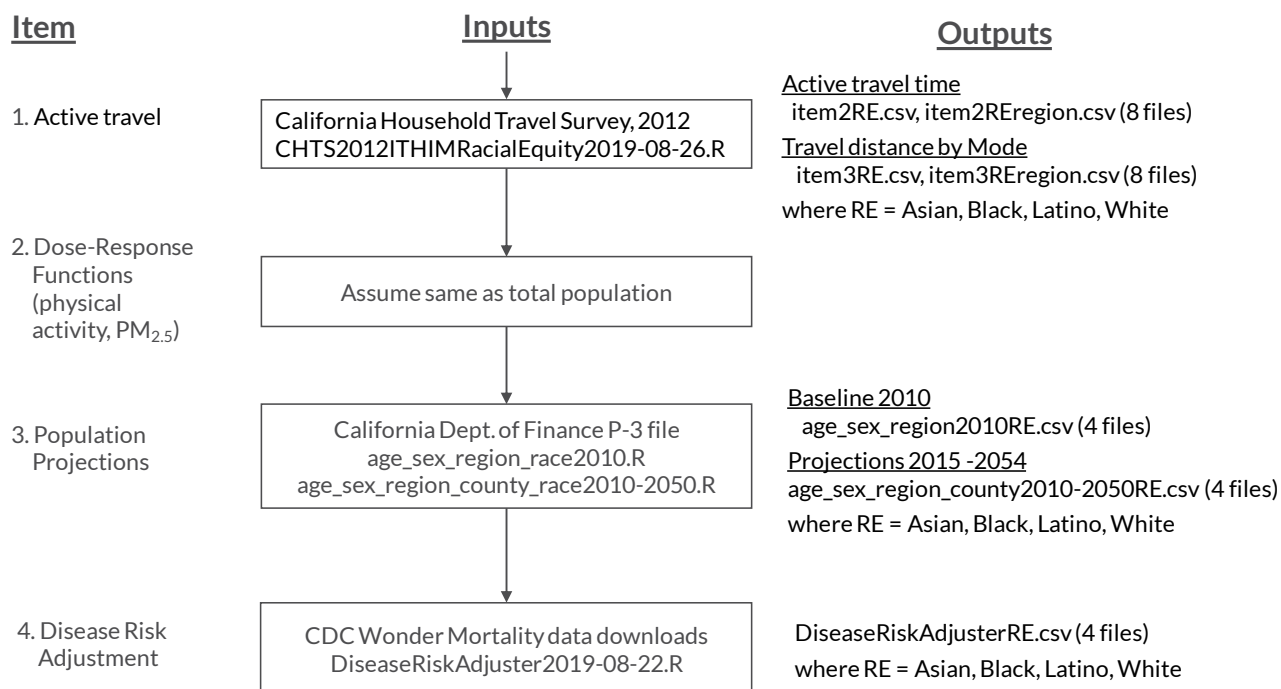 Item
Inputs
Outputs
1. Active travel
California Household Travel Survey, 2012
CHTS2012ITHIMRacialEquity2019-08-26.R
Active travel time
item2RE.csv, item2REregion.csv (8 files)
Travel distance by Mode
item3RE.csv, item3REregion.csv (8 files)
where RE = Asian, Black, Latino, White
2. Dose-Response
Functions
(physical
activity, PM2.5)
Assume same as total population
3. Population
Projections
California Dept. of Finance P-3 file
age_sex_region_race2010.R
age_sex_region_county_race2010-2050.R
Baseline 2010
age_sex_region2010RE.csv (4 files)
Projections 2015 -2054
age_sex_region_county2010-2050RE.csv (4 files)
where RE = Asian, Black, Latino, White
4. Disease Risk
Adjustment
CDC Wonder Mortality data downloads
DiseaseRiskAdjuster2019-08-22.R
DiseaseRiskAdjusterRE.csv (4 files)
where RE = Asian, Black, Latino, White